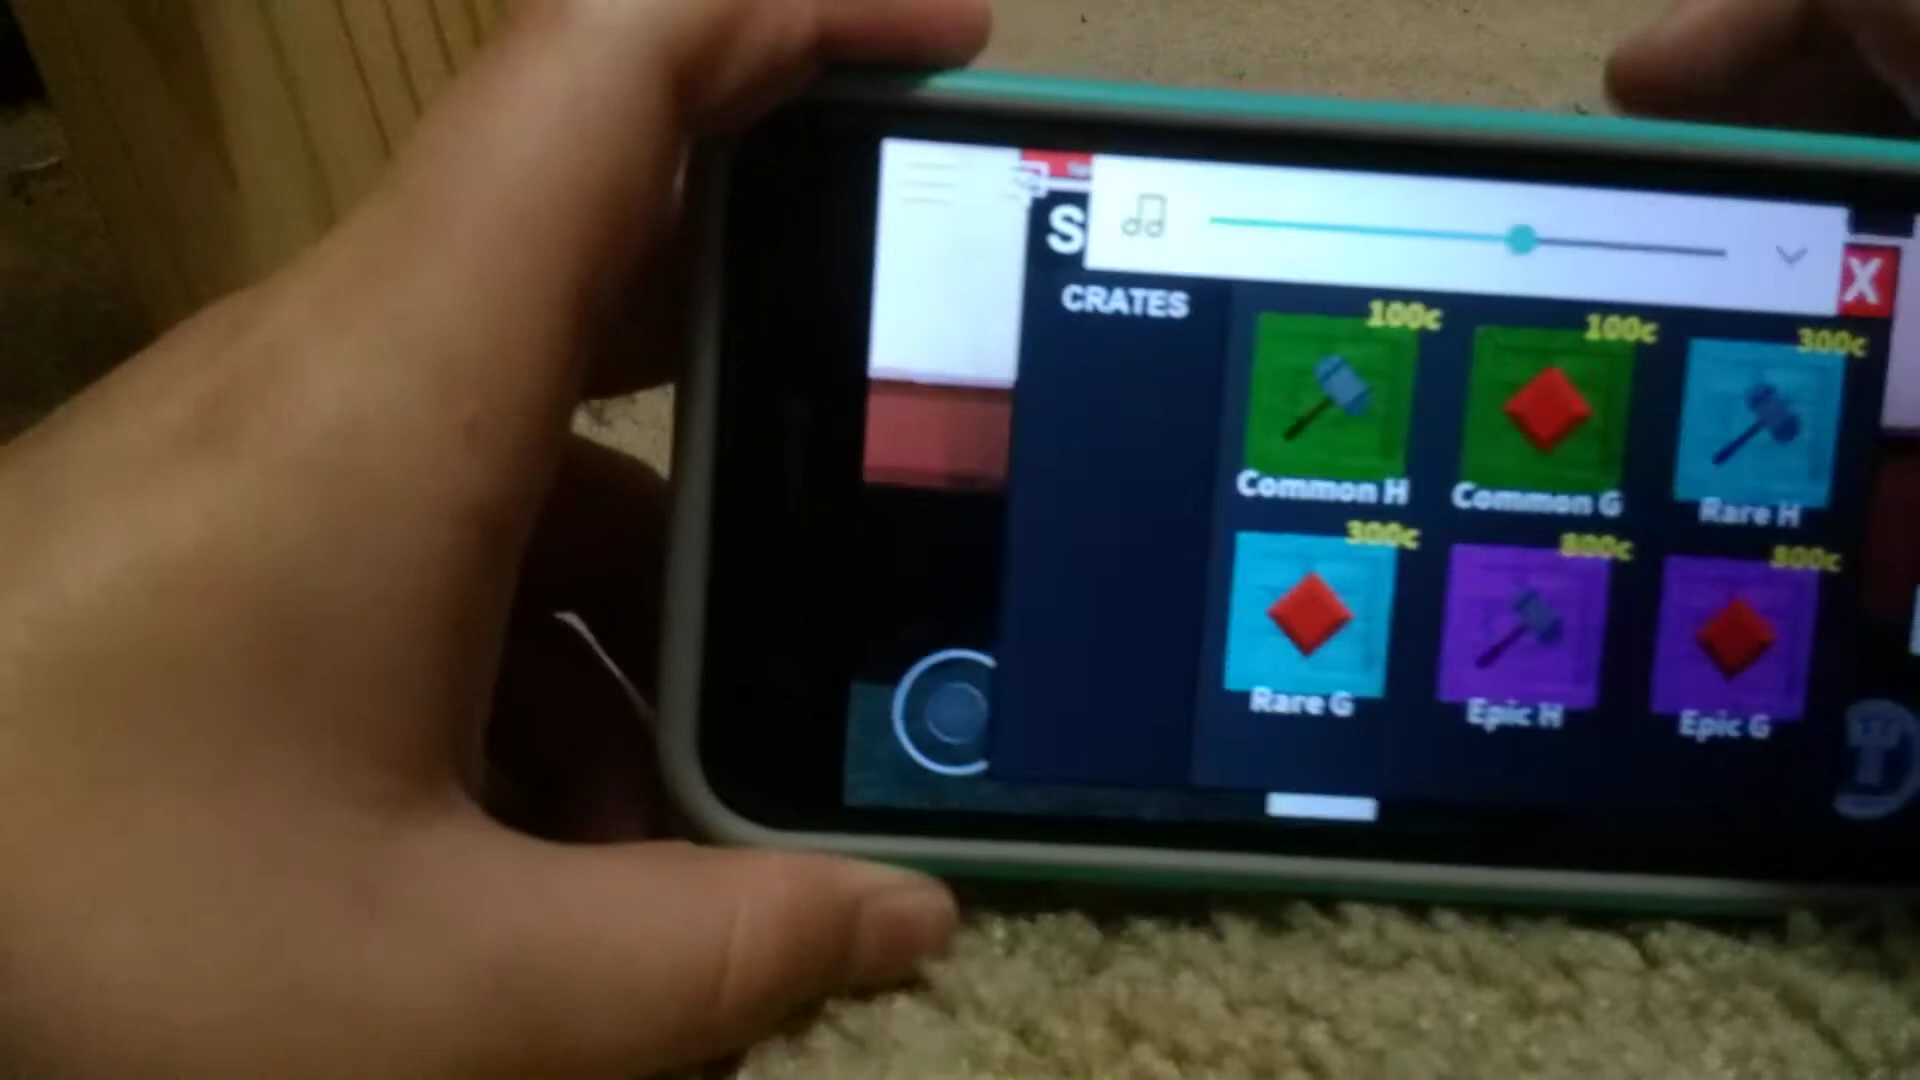 S
X
CRATES
100c 100c 300c
Common H Common G Rare H
300c 800c 800c
Rare G Epic H Epic G